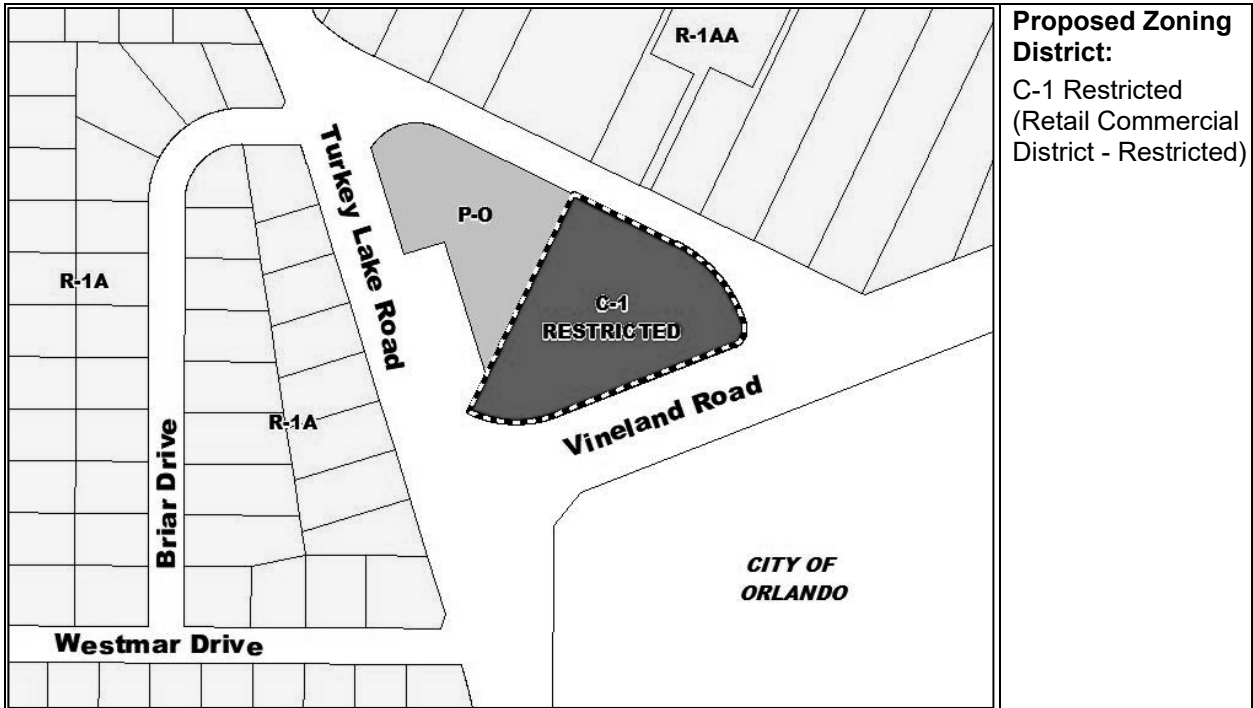 R-1AA
Turkey Lake Road
P-O
R-1A
C-1
RESTRICTED
Vineland Road
R-1A
Briar Drive
CITY OF
ORLANDO
Westmar Drive
Proposed Zoning
District:
C-1 Restricted
(Retail Commercial
District - Restricted)